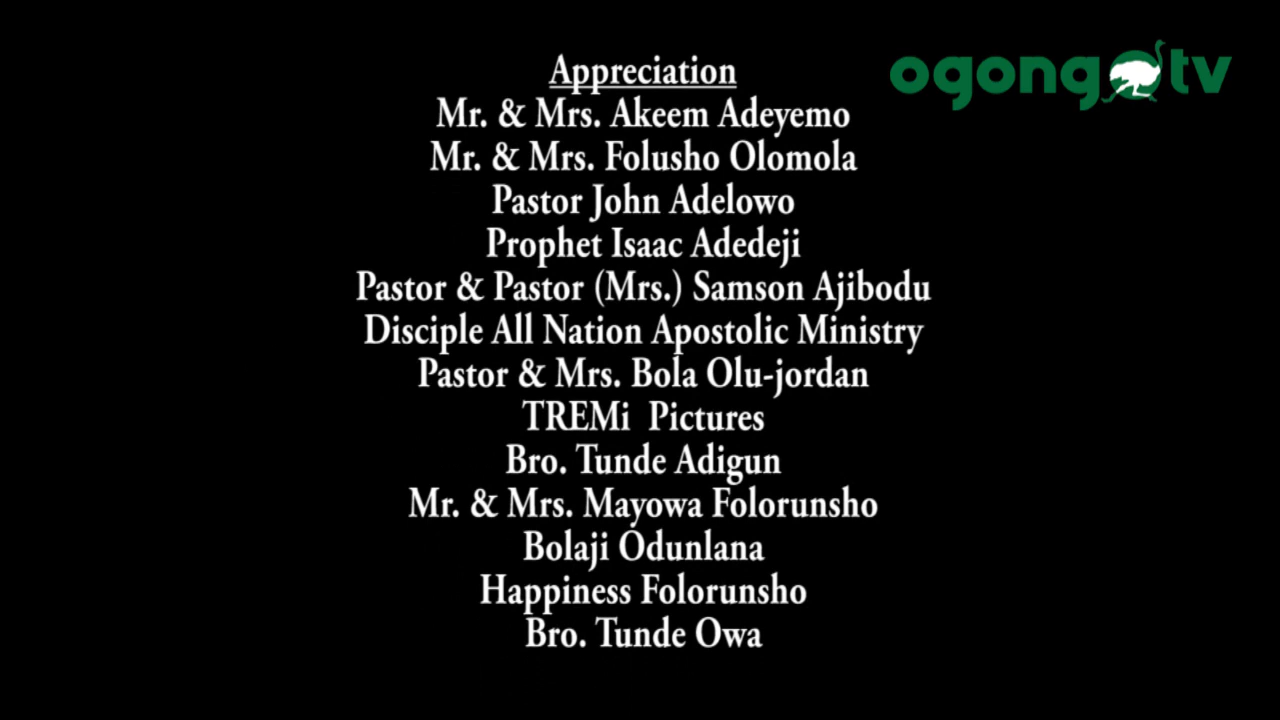 Appreciation
ogongo tv
Mr. & Mrs. Akeem Adeyemo
Mr. & Mrs. Folusho Olomola
Pastor John Adelowo
Prophet Isaac Adedeji
Pastor & Pastor (Mrs.) Samson Ajibodu
Disciple All Nation Apostolic Ministry
Pastor & Mrs. Bola Olu-jordan
TREMi  Pictures
Bro. Tunde Adigun
Mr. & Mrs. Mayowa Folorunsho
Bolaji Odunlana
Happiness Folorunsho
Bro. Tunde Owa